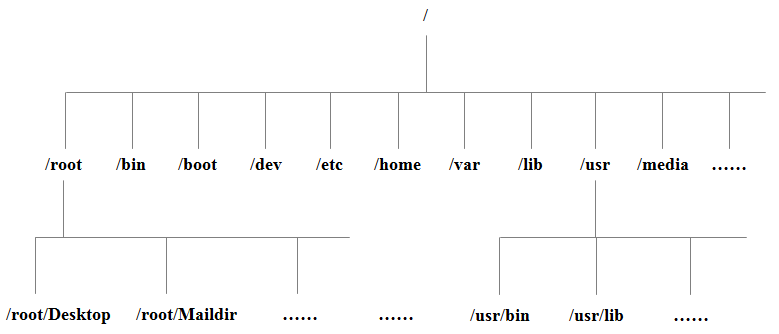 /
/root /bin /boot /dev /etc /home /var /lib /usr /media ……
/root/Desktop /root/Maildir …… …… /usr/bin /usr/lib ……